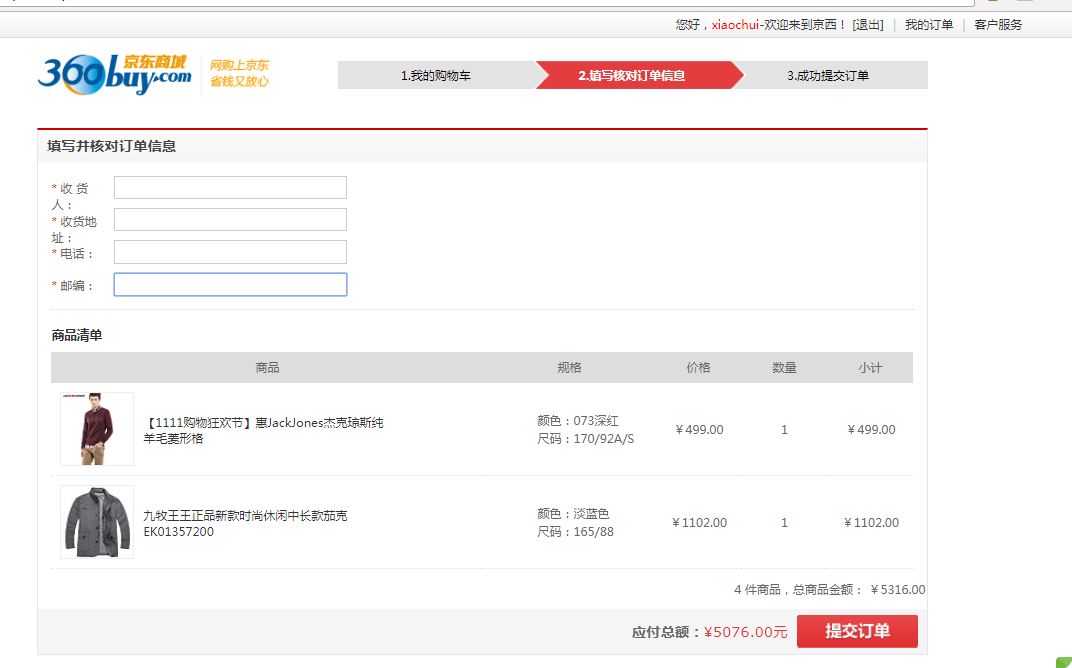 您好，xiaochui-欢迎来到京西！ [退出] | 我的订单 | 客户服务
360buy.com 京东商城
网购上京东
省钱又放心
1.我的购物车 2.填写核对订单信息 3.成功提交订单
填写并核对订单信息
* 收 货
人：
* 收货地
址：
* 电话：
* 邮编：
商品清单
商品 规格 价格 数量 小计
【1111购物狂欢节】惠JackJones杰克琼斯纯
羊毛菱形格
颜色：073深红
尺码：170/92A/S
￥499.00 1 ￥499.00
九牧王王正品新款时尚休闲中长款茄克
EK01357200
颜色：淡蓝色
尺码：165/88
￥1102.00 1 ￥1102.00
4 件商品，总商品金额： ￥5316.00
应付总额：¥5076.00元 提交订单